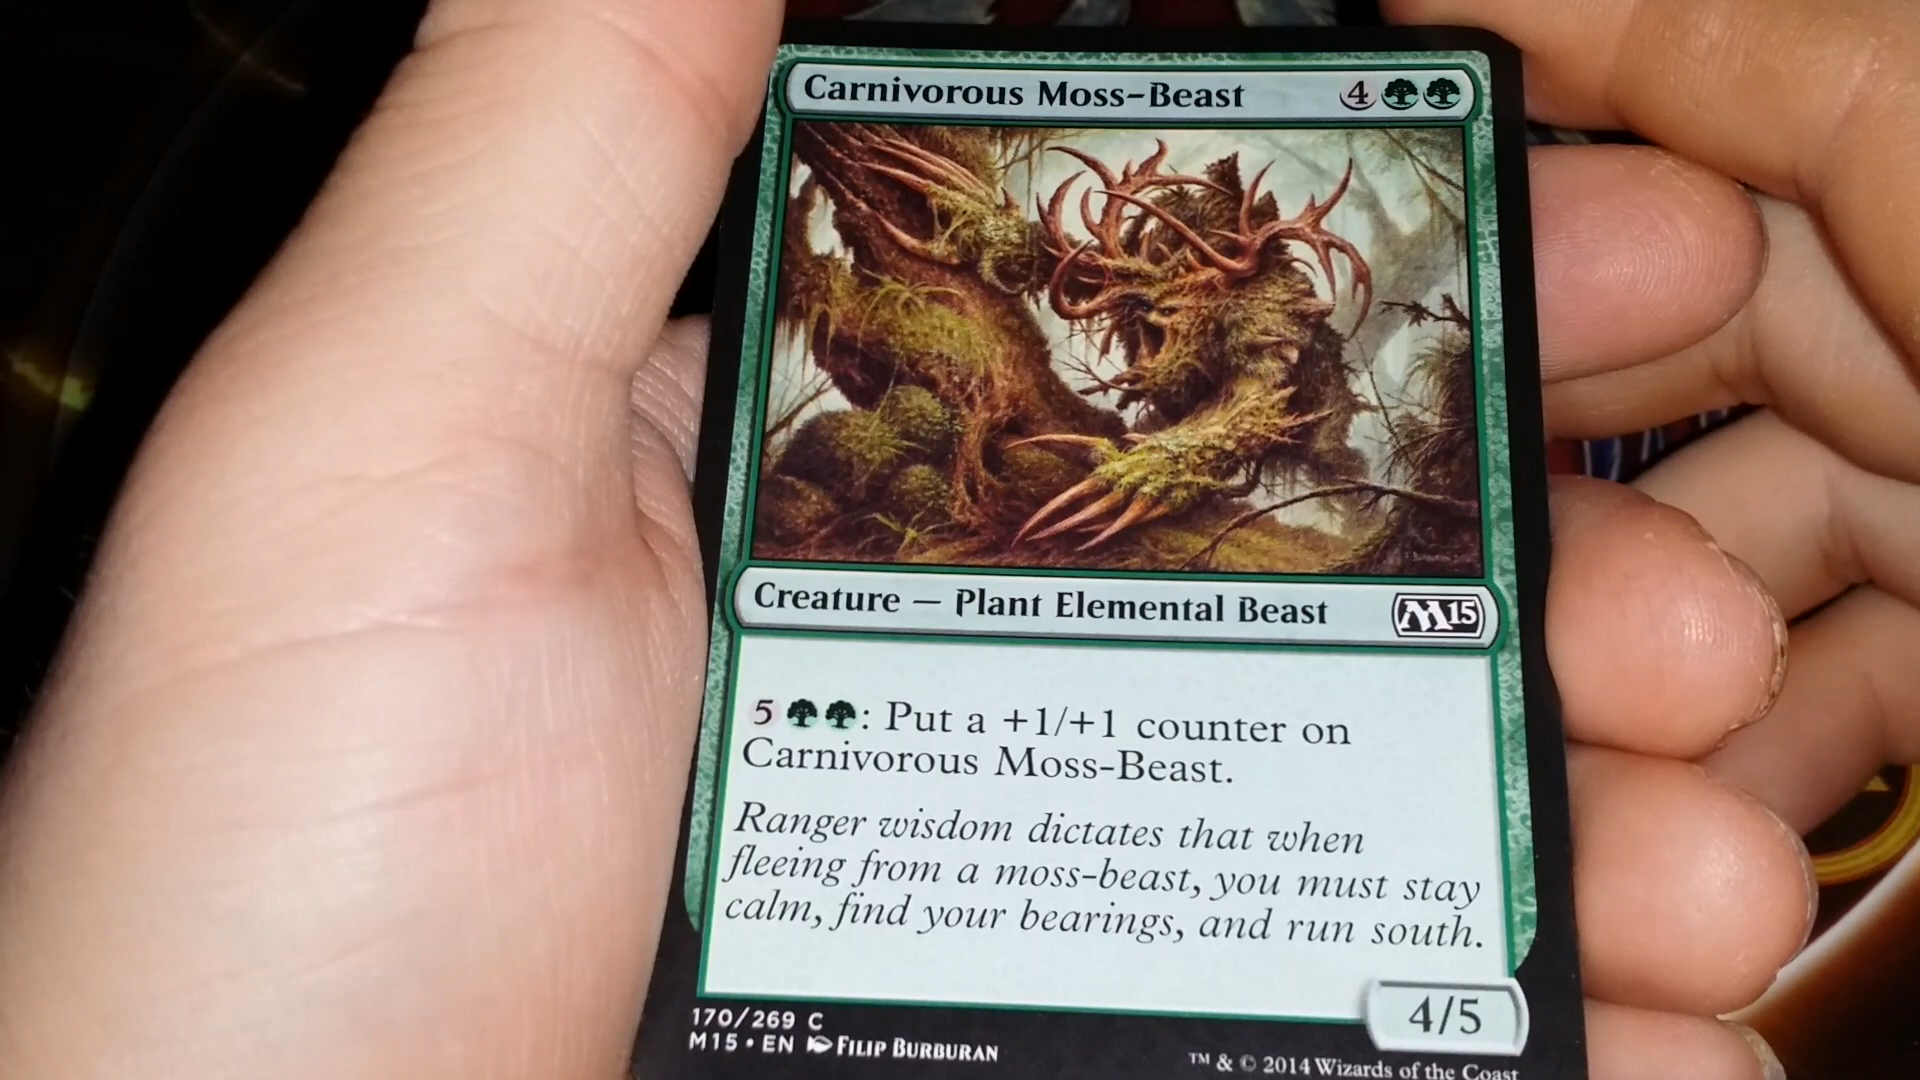 Carnivorous Moss-Beast 4
Creature — Plant Elemental Beast M15
5 : Put a +1/+1 counter on
Carnivorous Moss-Beast.
Ranger wisdom dictates that when
fleeing from a moss-beast, you must stay
calm, find your bearings, and run south.
4/5
170/269 C
M15 • EN Filip Burburan
™ & © 2014 Wizards of the Coast